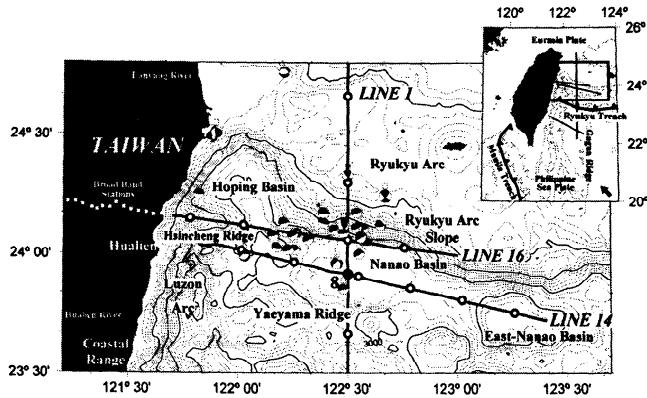 120°
122°
124°
26°
Eurasia Plate
24°
Ryukyu Trench
22°
Gagua Ridge
Manila Trench
Philippine
Sea Plate
20°
Lanyang River
LINE 1
24° 30'
TAIWAN
Ryukyu Arc
Hoping Basin
Broad Band
Stations
Ryukyu Arc
Slope
Hsincheng Ridge
LINE 16
24° 00'
Hualien
Nanao Basin
Luzon
Arc
8
Yaeyama Ridge
LINE 14
Hualien River
3000
East-Nanao Basin
Coastal
Range
23° 30'
121° 30'
122° 00'
122° 30'
123° 00'
123° 30'